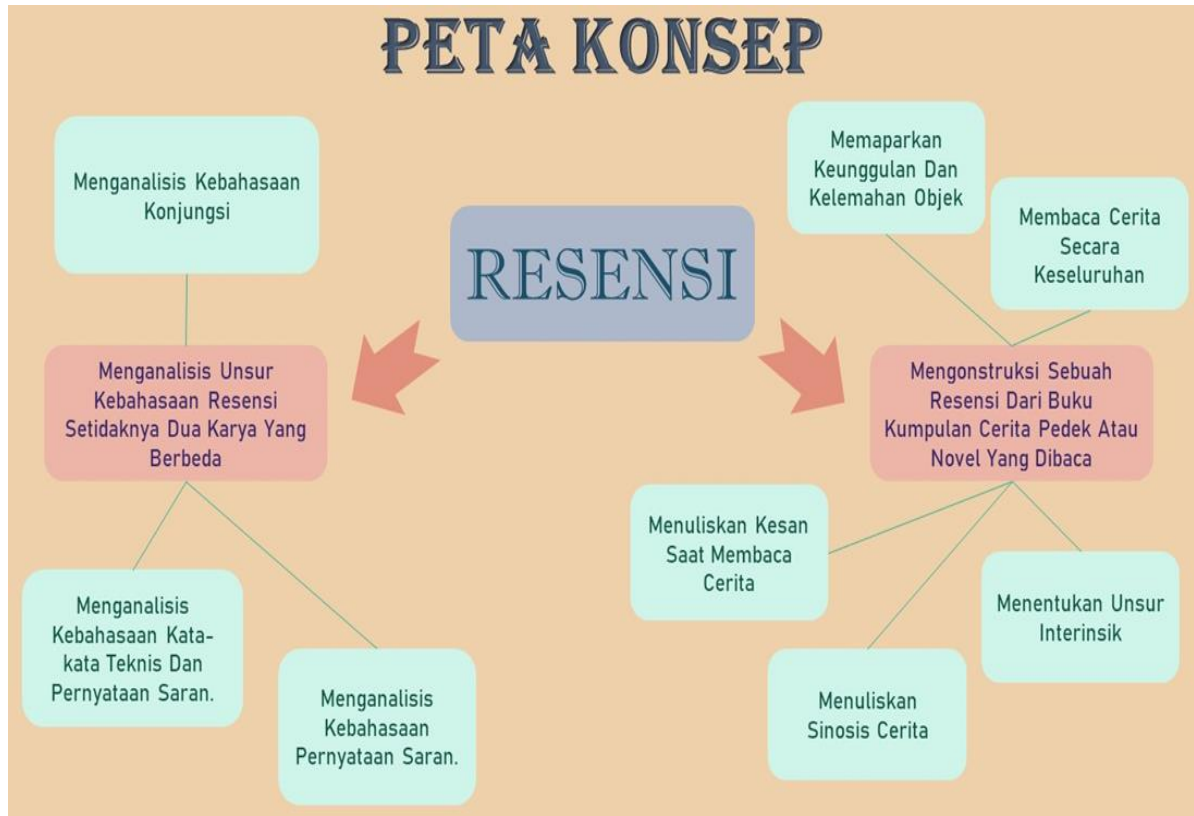 PETA KONSEP
RESENSI
Menganalisis Kebahasaan
Konjungsi
Menganalisis Unsur
Kebahasaan Resensi
Setidaknya Dua Karya Yang
Berbeda
Menganalisis
Kebahasaan Kata-
kata Teknis Dan
Pernyataan Saran.
Menganalisis
Kebahasaan
Pernyataan Saran.
Memaparkan
Keunggulan Dan
Kelemahan Objek
Membaca Cerita
Secara
Keseluruhan
Mengonstruksi Sebuah
Resensi Dari Buku
Kumpulan Cerita Pedek Atau
Novel Yang Dibaca
Menuliskan Kesan
Saat Membaca
Cerita
Menentukan Unsur
Interinsik
Menuliskan
Sinosis Cerita